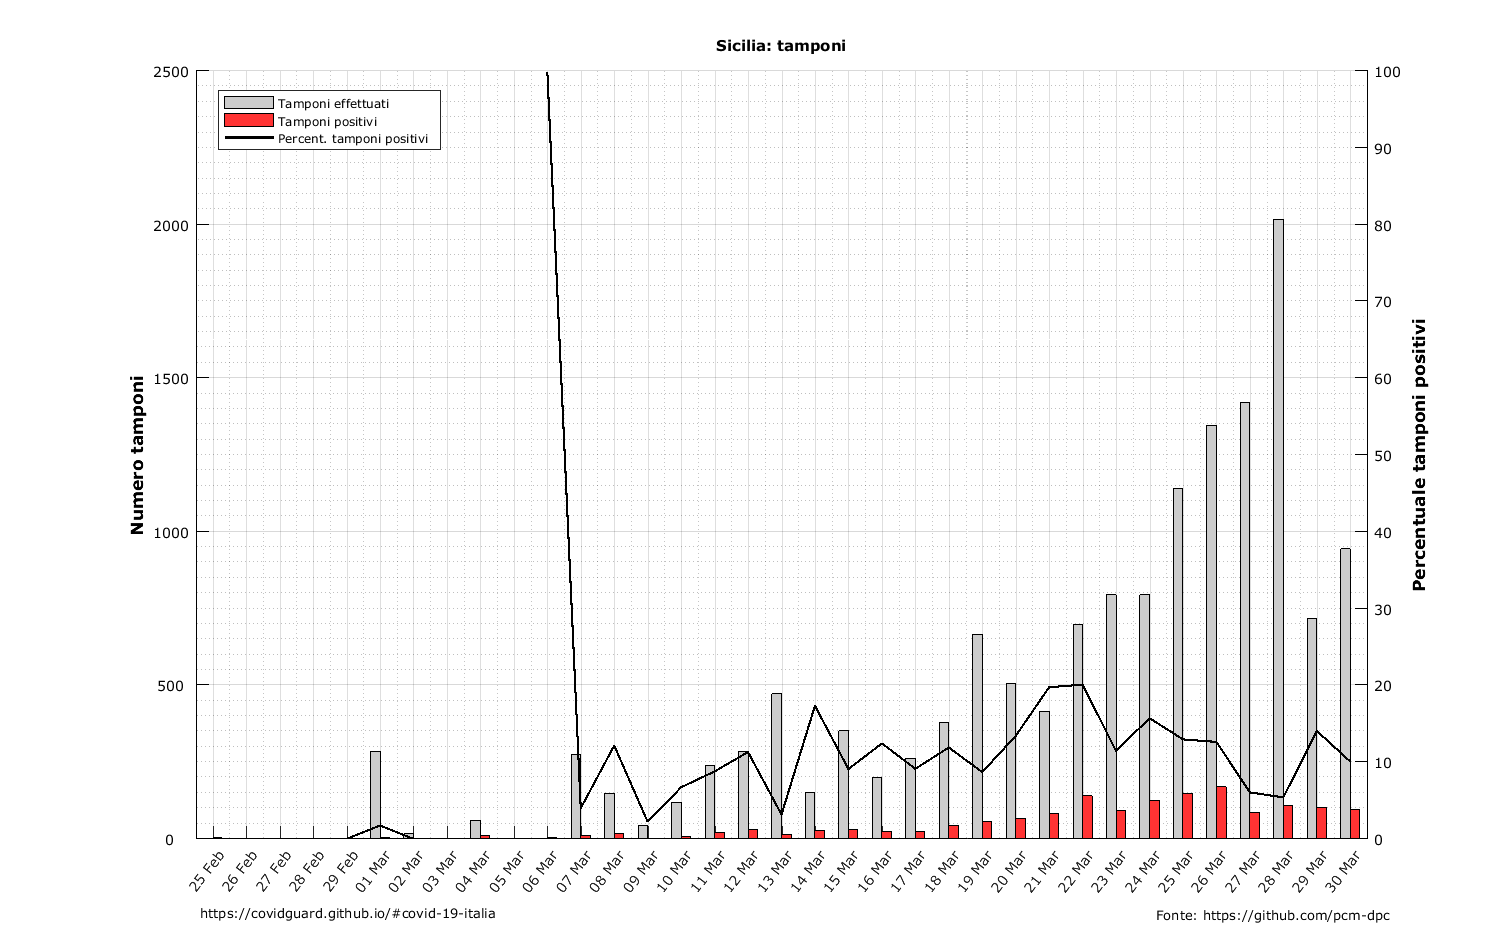 Sicilia: tamponi
Tamponi effettuati
Tamponi positivi
Percent. tamponi positivi
Numero tamponi
2500
2000
1500
1000
500
0
Percentuale tamponi positivi
100
90
80
70
60
50
40
30
20
10
0
25 Feb
26 Feb
27 Feb
28 Feb
29 Feb
01 Mar
02 Mar
03 Mar
04 Mar
05 Mar
06 Mar
07 Mar
08 Mar
09 Mar
10 Mar
11 Mar
12 Mar
13 Mar
14 Mar
15 Mar
16 Mar
17 Mar
18 Mar
19 Mar
20 Mar
21 Mar
22 Mar
23 Mar
24 Mar
25 Mar
26 Mar
27 Mar
28 Mar
29 Mar
30 Mar
https://covidguard.github.io/#covid-19-italia
Fonte: https://github.com/pcm-dpc